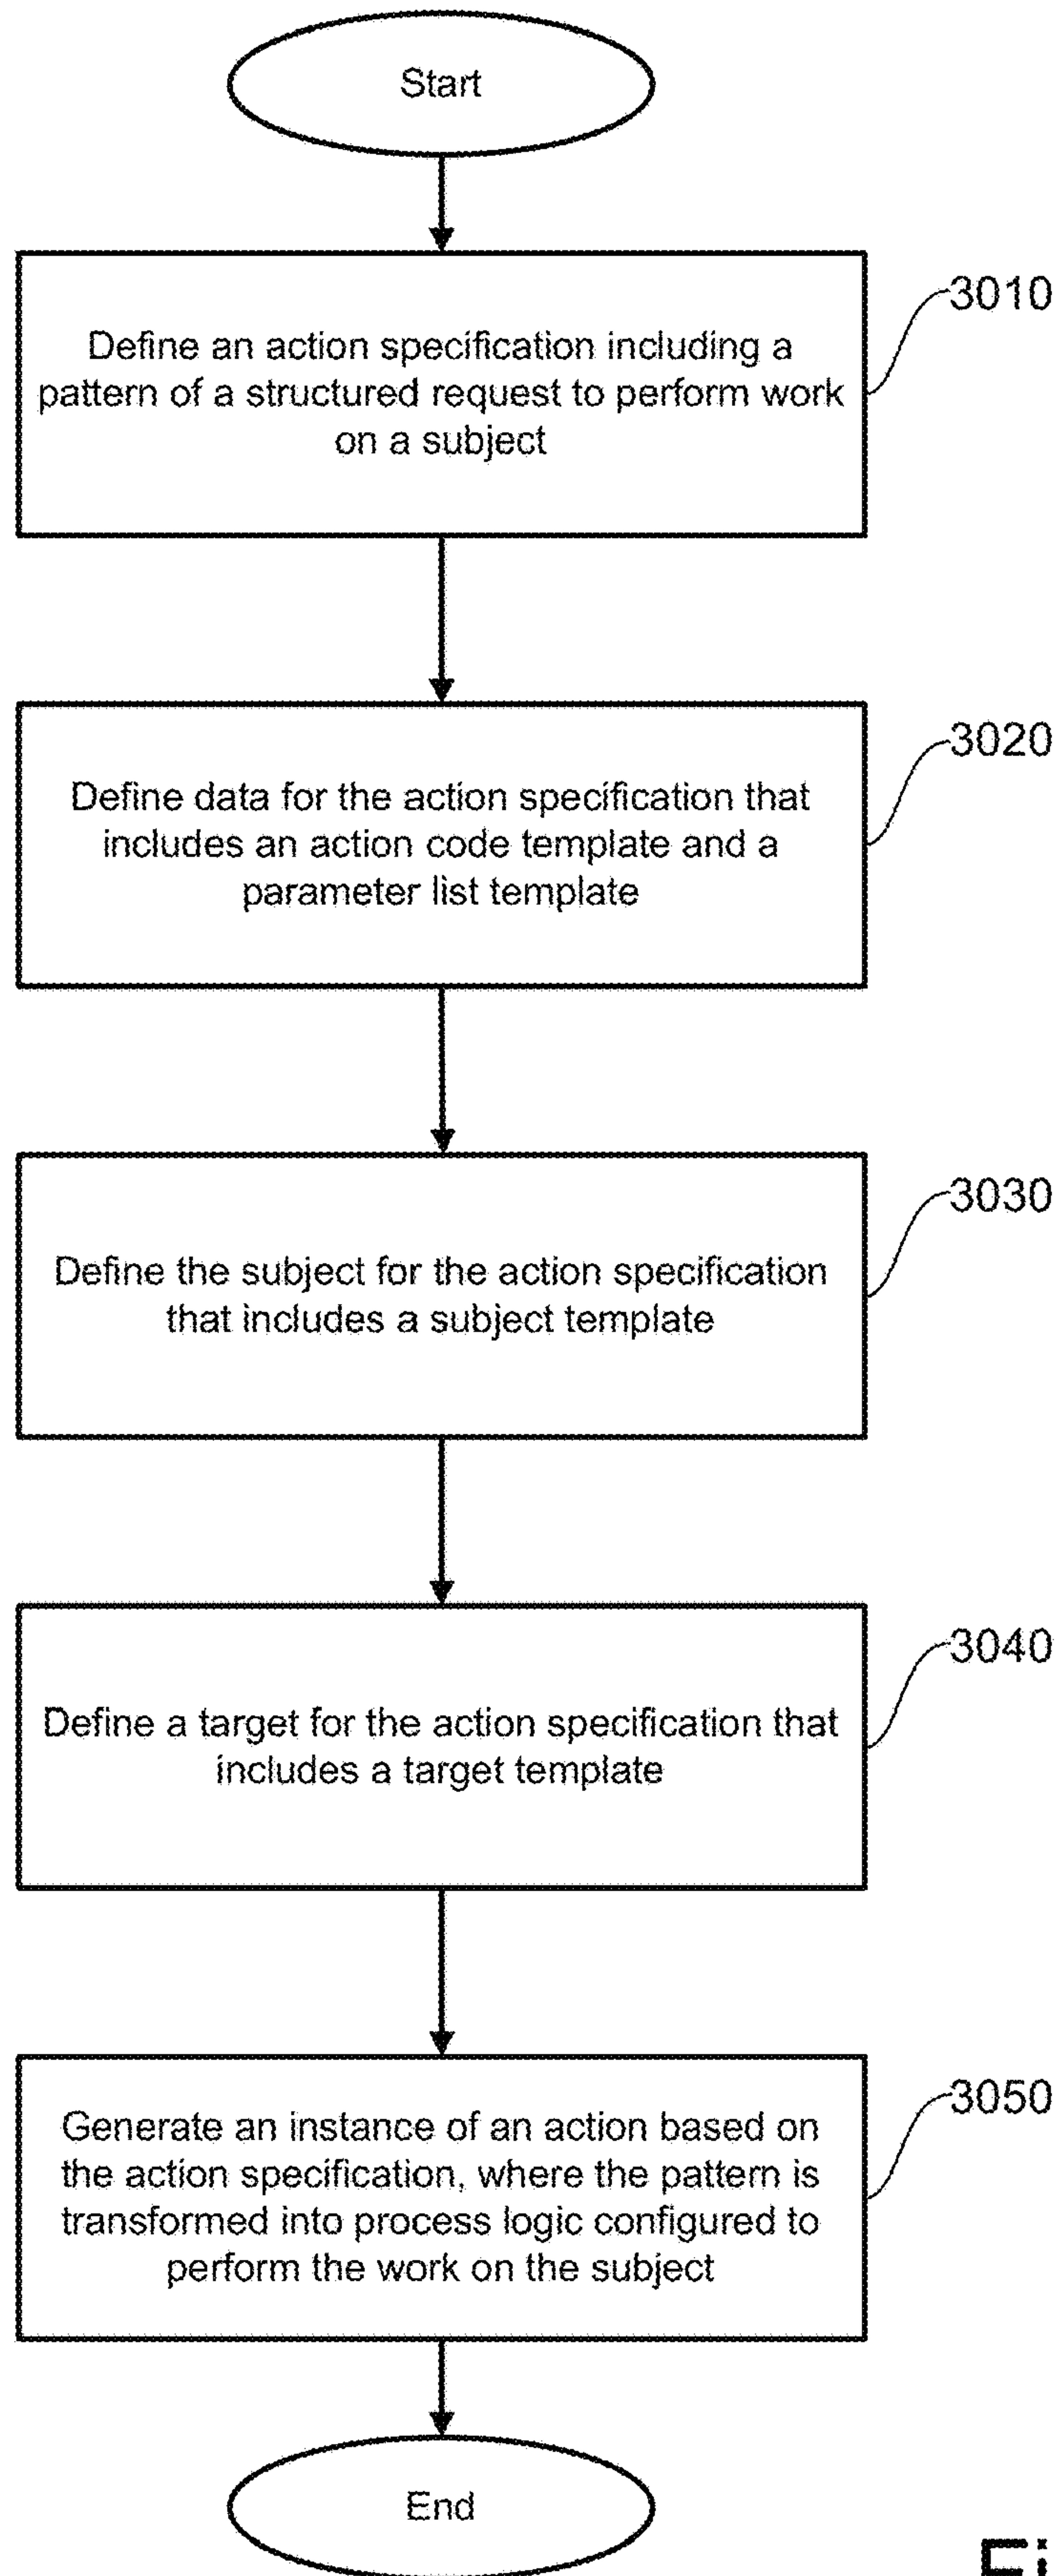 Start
3010
Define an action specification including a
pattern of a structured request to perform work
on a subject
3020
Define data for the action specification that
includes an action code template and a
parameter list template
3030
Define the subject for the action specification
that includes a subject template
3040
Define a target for the action specification that
includes a target template
3050
Generate an instance of an action based on
the action specification, where the pattern is
transformed into process logic configured to
perform the work on the subject
End